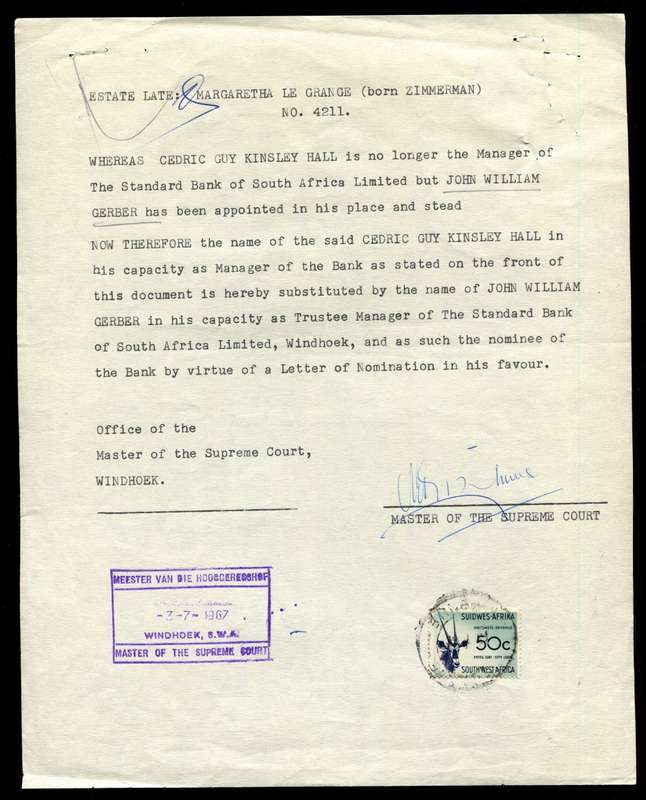 ESTATE LATE: MARGARETHA LE GRANGE (born ZIMMERMAN)
NO. 4211.
WHEREAS CEDRIC GUY KINSLEY HALL is no longer the Manager of
The Standard Bank of South Africa Limited but JOHN WILLIAM
GERBER has been appointed in his place and stead
NOW THEREFORE the name of the said CEDRIC GUY KINSLEY HALL in
his capacity as Manager of the Bank as stated on the front of
this document is hereby substituted by the name of JOHN WILLIAM
GERBER in his capacity as Trustee Manager of The Standard Bank
of South Africa Limited, Windhoek, and as such the nominee of
the Bank by virtue of a Letter of Nomination in his favour.
Office of the
Master of the Supreme Court,
WINDHOEK.
MASTER OF THE SUPREME COURT
MEESTER VAN DIE HOOGGEREGSHOF
-3-7-1967
WINDHOEK, S.W.A.
MASTER OF THE SUPREME COURT
SUIDWES-AFRIKA
INKOMSTE-REVENUE
50c
SOUTH WEST AFRICA